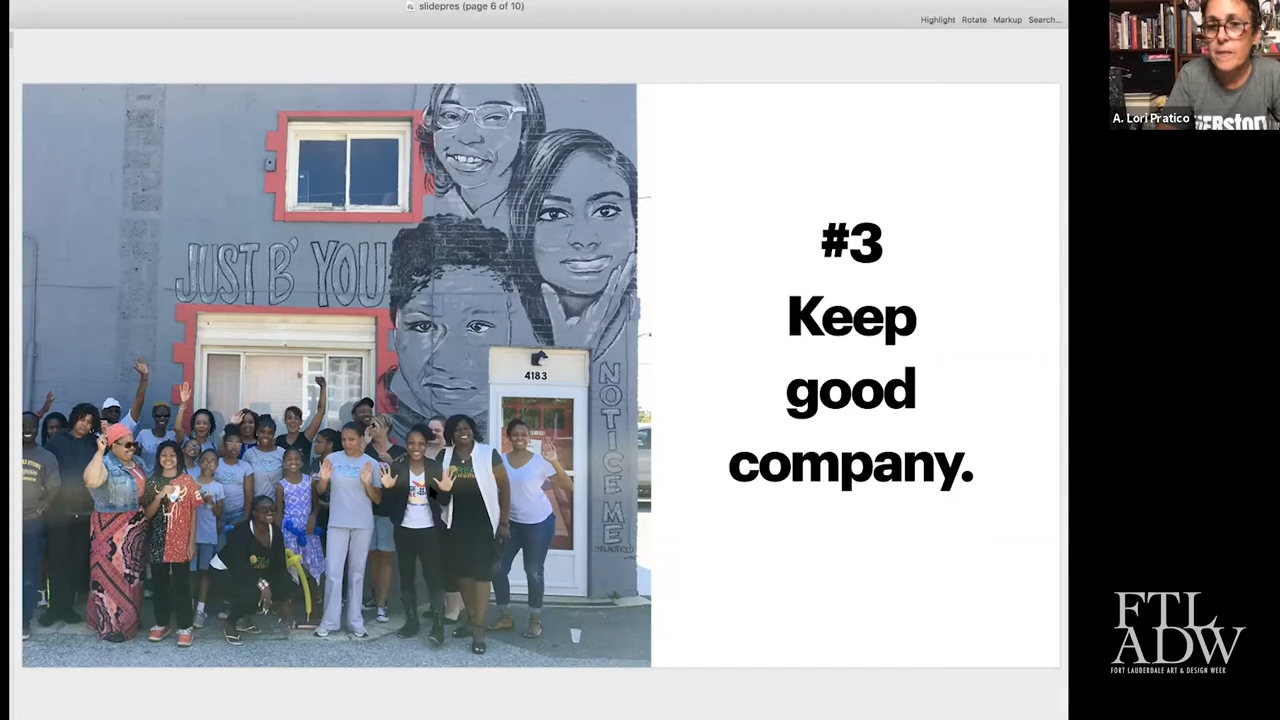 slidepres (page 6 of 10)
Highlight Rotate Markup Search...
A. Lori Pratico
JUST B' YOU
4183
NOTICE ME
#3
Keep
good
company.
FTL
ADW
FORT LAUDERDALE ART & DESIGN WEEK